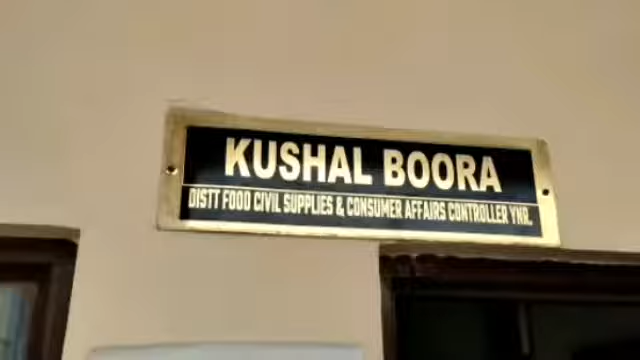 KUSHAL BOORA
DISTT FOOD CIVIL SUPPLIES & CONSUMER AFFAIRS CONTROLLER YNR.